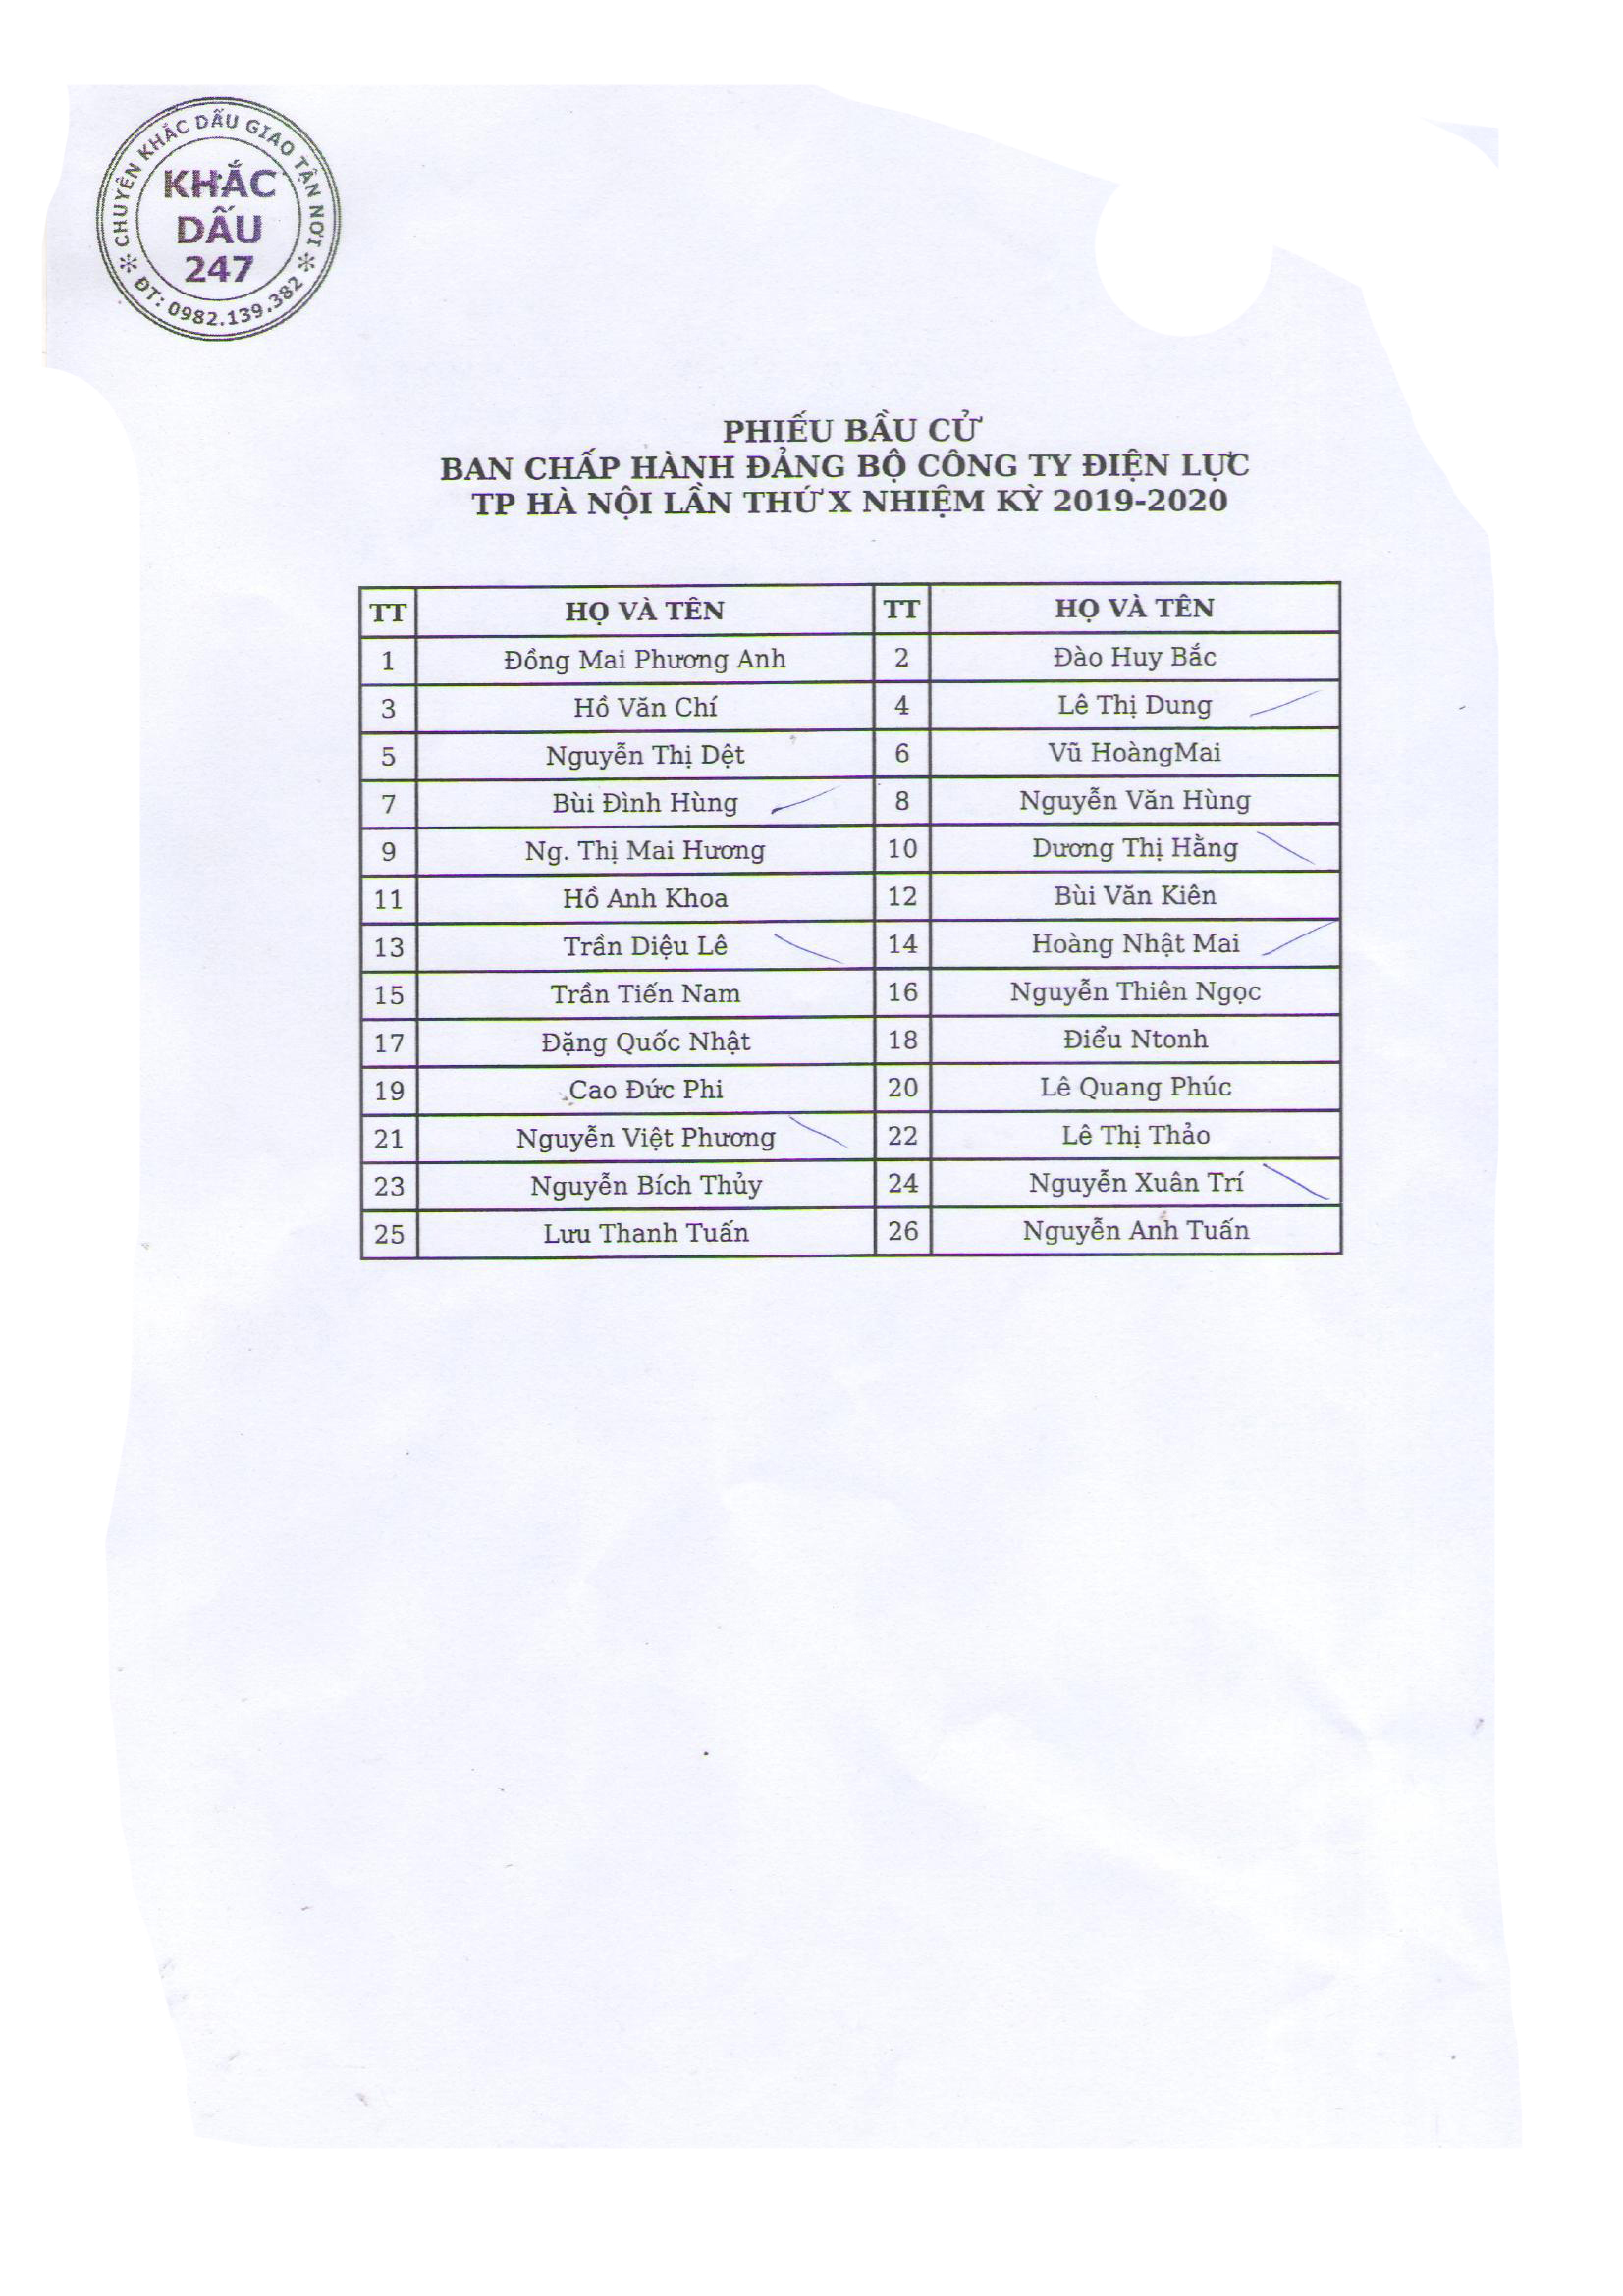 CHUYÊN KHẮC DẤU GIAO TẬN NƠI
KHẮC
DẤU
247
ĐT: 0982.139.382
PHIẾU BẦU CỬ
BAN CHẤP HÀNH ĐẢNG BỘ CÔNG TY ĐIỆN LỰC
TP HÀ NỘI LẦN THỨ X NHIỆM KỲ 2019-2020
TT HỌ VÀ TÊN TT HỌ VÀ TÊN
1 Đồng Mai Phương Anh 2 Đào Huy Bắc
3 Hồ Văn Chí 4 Lê Thị Dung
5 Nguyễn Thị Dệt 6 Vũ HoàngMai
7 Bùi Đình Hùng 8 Nguyễn Văn Hùng
9 Ng. Thị Mai Hương 10 Dương Thị Hằng
11 Hồ Anh Khoa 12 Bùi Văn Kiên
13 Trần Diệu Lê 14 Hoàng Nhật Mai
15 Trần Tiến Nam 16 Nguyễn Thiên Ngọc
17 Đặng Quốc Nhật 18 Điểu Ntonh
19 Cao Đức Phi 20 Lê Quang Phúc
21 Nguyễn Việt Phương 22 Lê Thị Thảo
23 Nguyễn Bích Thủy 24 Nguyễn Xuân Trí
25 Lưu Thanh Tuấn 26 Nguyễn Anh Tuấn